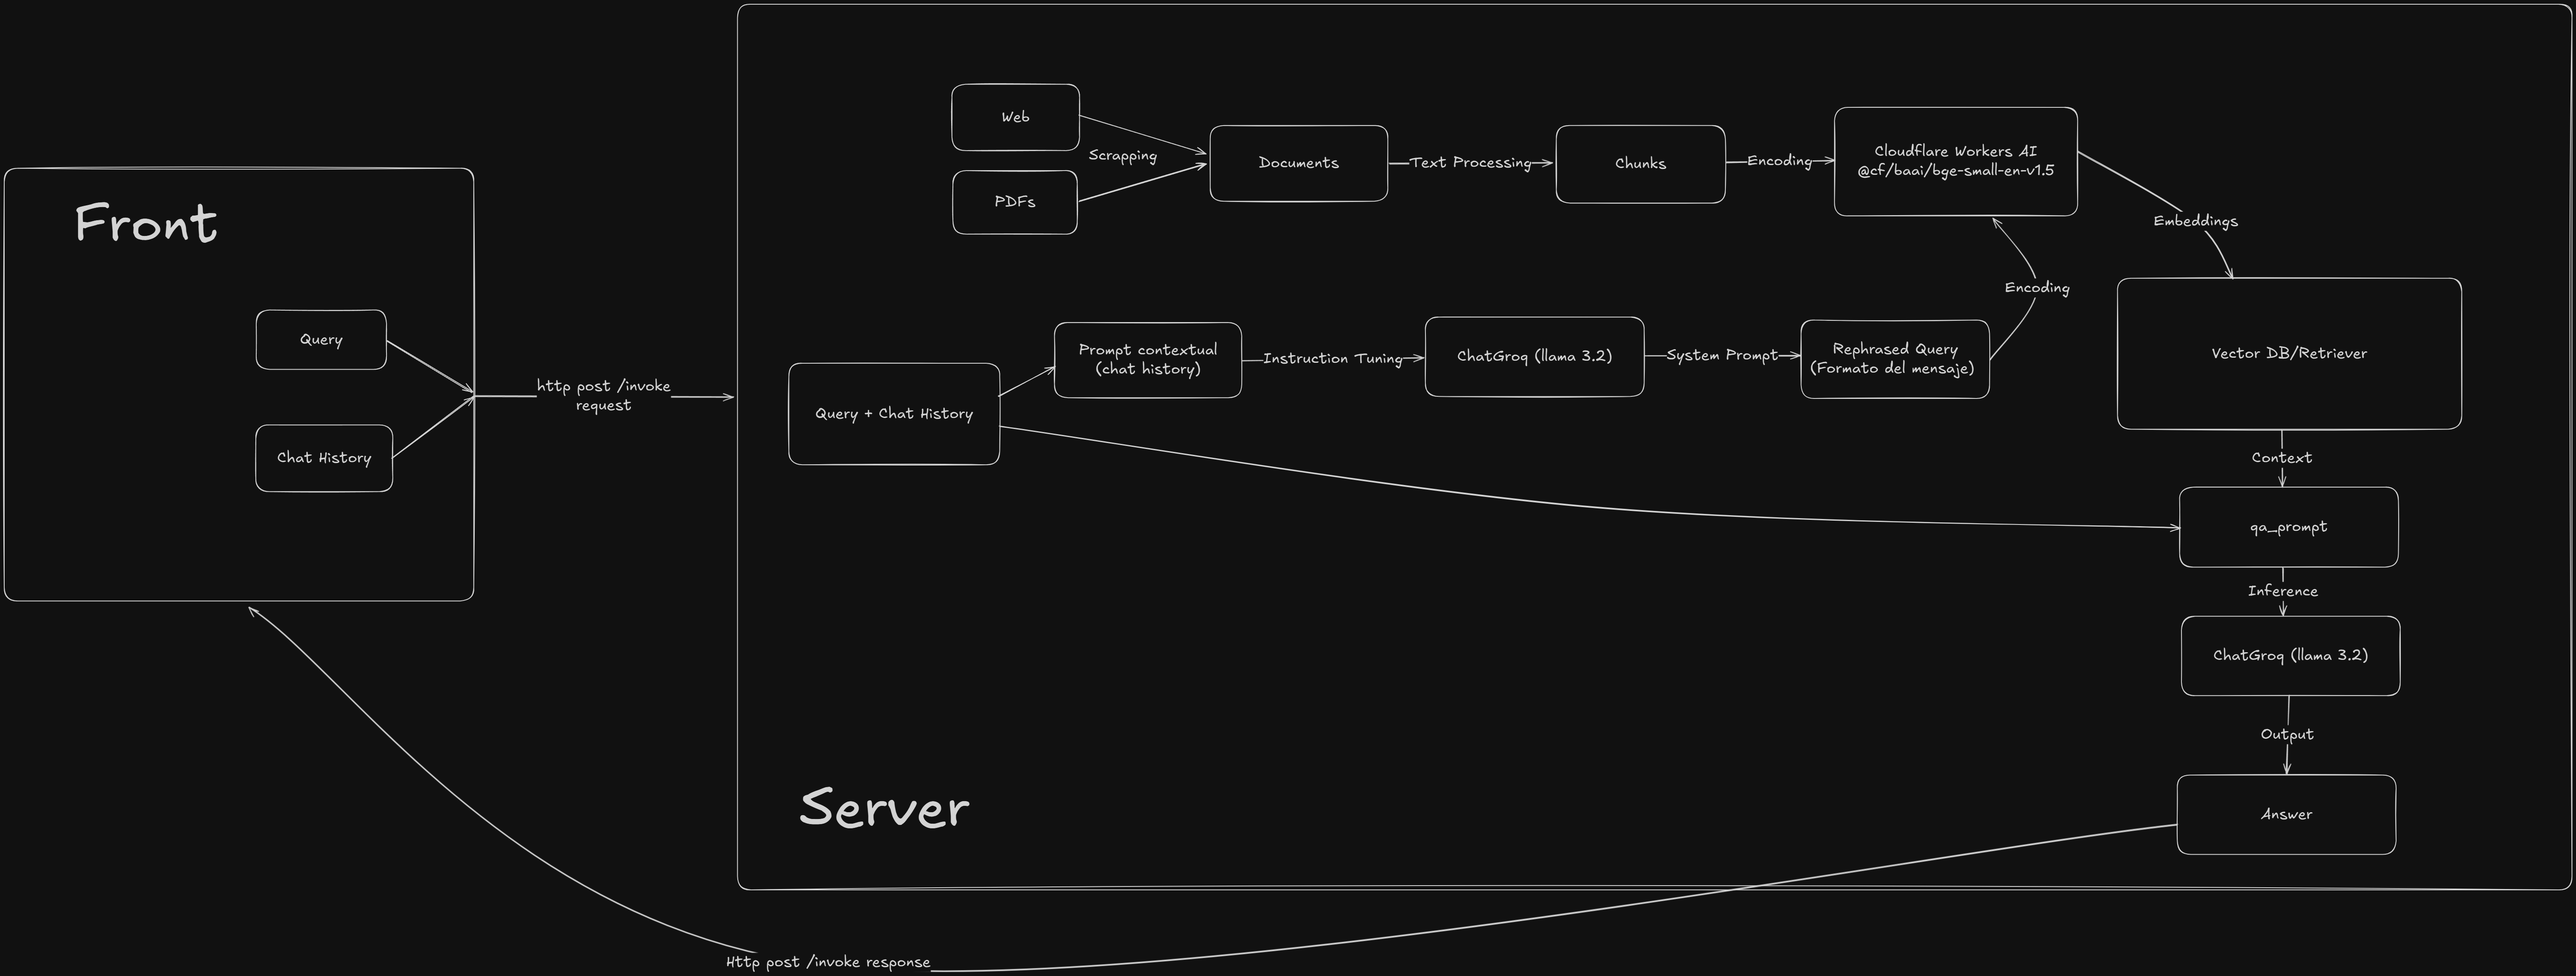 Front
Query
Chat History
http post /invoke
request
Web
PDFs
Scrapping
Documents
Text Processing
Chunks
Encoding
Cloudflare Workers AI
@cf/baai/bge-small-en-v1.5
Embeddings
Encoding
Query + Chat History
Prompt contextual
(chat history)
Instruction Tuning
ChatGroq (llama 3.2)
System Prompt
Rephrased Query
(Formato del mensaje)
Vector DB/Retriever
Context
qa_prompt
Inference
ChatGroq (llama 3.2)
Output
Answer
Server
Http post /invoke response